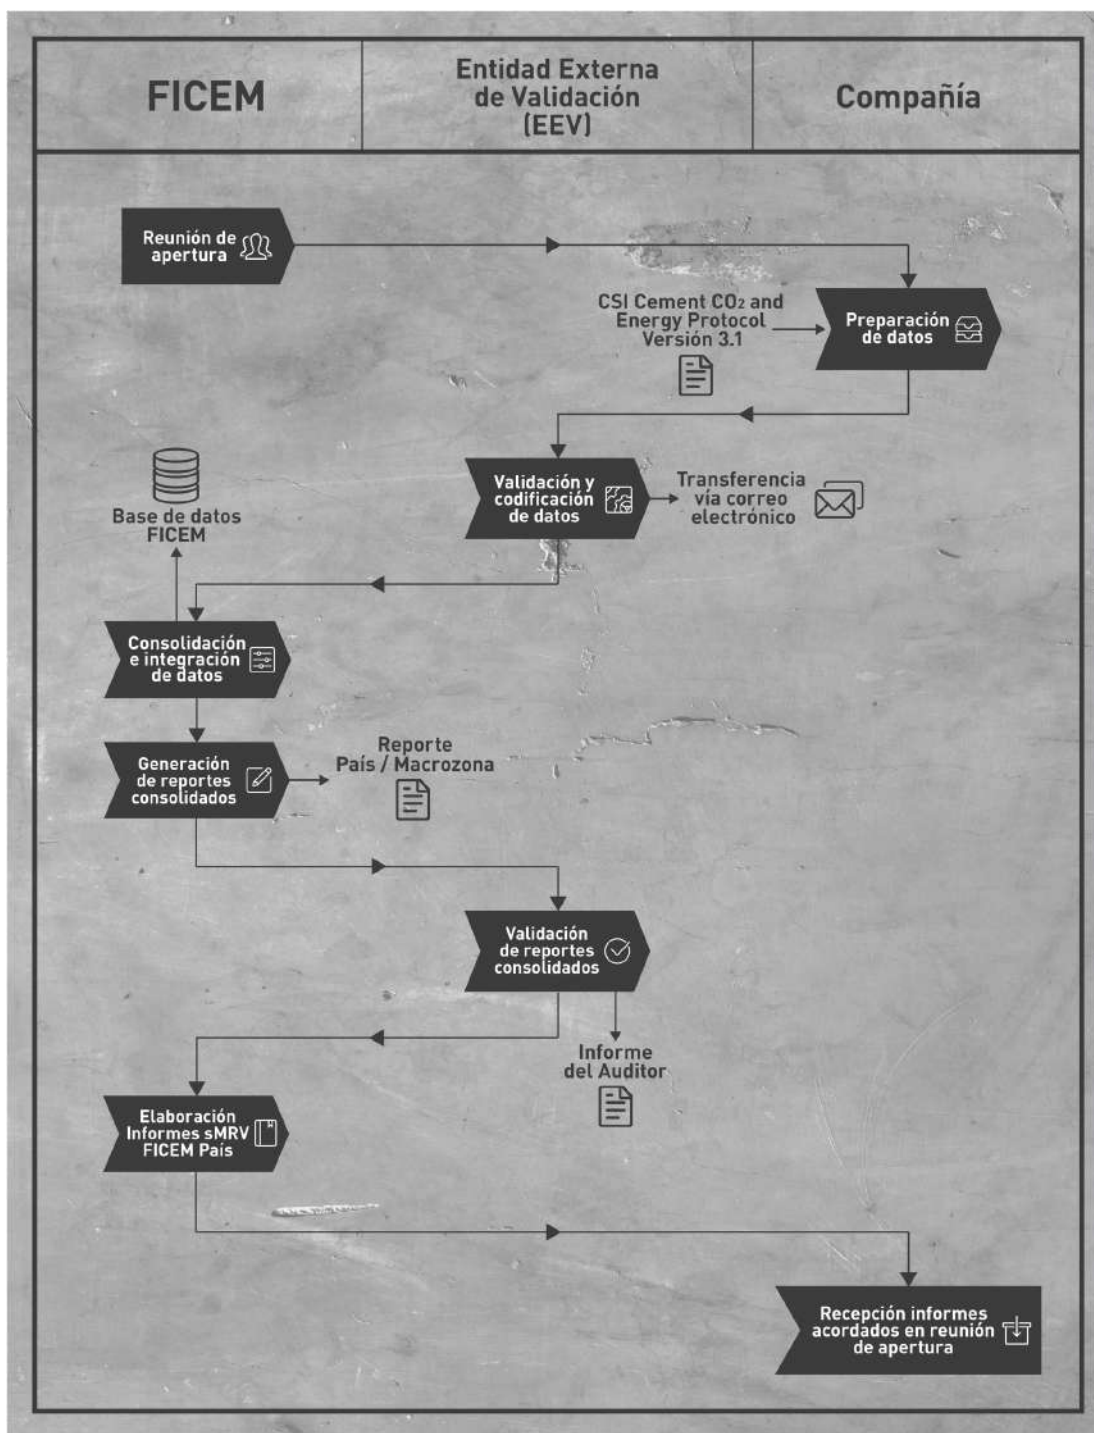 FICEM
Entidad Externa
de Validación
(EEV)
Compañía
Reunión de
apertura
CSI Cement CO₂ and
Energy Protocol
Versión 3.1
Preparación
de datos
Validación y
codificación
de datos
Transferencia
vía correo
electrónico
Base de datos
FICEM
Consolidación
e integración
de datos
Generación
de reportes
consolidados
Reporte
País / Macrozona
Validación
de reportes
consolidados
Informe
del Auditor
Elaboración
Informes sMRV
FICEM País
Recepción informes
acordados en reunión
de apertura